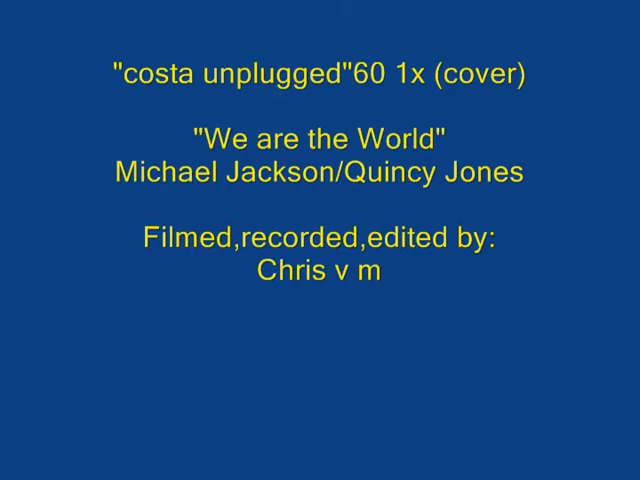 "costa unplugged"60 1x (cover)
"We are the World"
Michael Jackson/Quincy Jones
Filmed,recorded,edited by:
Chris v m